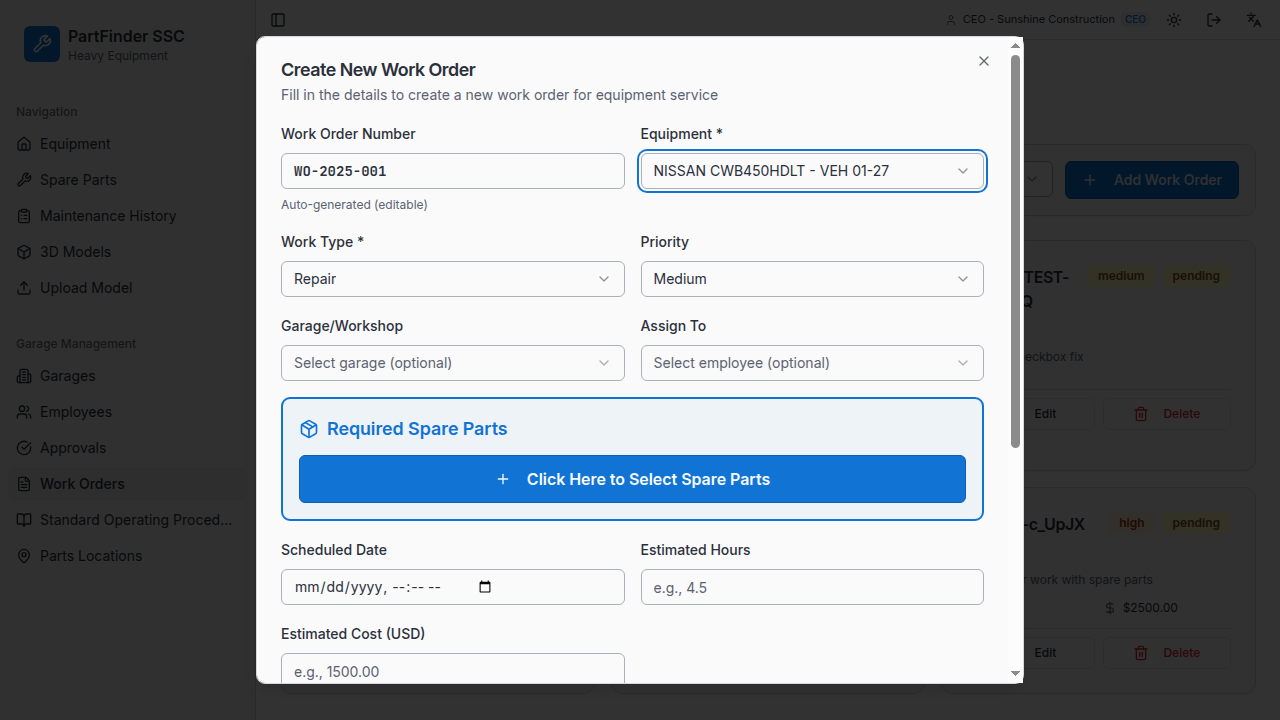 PartFinder SSC
Heavy Equipment
Navigation
Equipment
Spare Parts
Maintenance History
3D Models
Upload Model
Garage Management
Garages
Employees
Approvals
Work Orders
Standard Operating Proced...
Parts Locations
CEO - Sunshine Construction CEO
Create New Work Order
Fill in the details to create a new work order for equipment service
Work Order Number
WO-2025-001
Auto-generated (editable)
Equipment *
NISSAN CWB450HDLT - VEH 01-27
Work Type *
Repair
Priority
Medium
Garage/Workshop
Select garage (optional)
Assign To
Select employee (optional)
Required Spare Parts
Click Here to Select Spare Parts
Scheduled Date
mm/dd/yyyy, --:-- --
Estimated Hours
e.g., 4.5
Estimated Cost (USD)
e.g., 1500.00
Add Work Order
TEST-
Q
medium pending
eckbox fix
Edit Delete
-c_UpJX high pending
work with spare parts
$2500.00
Edit Delete